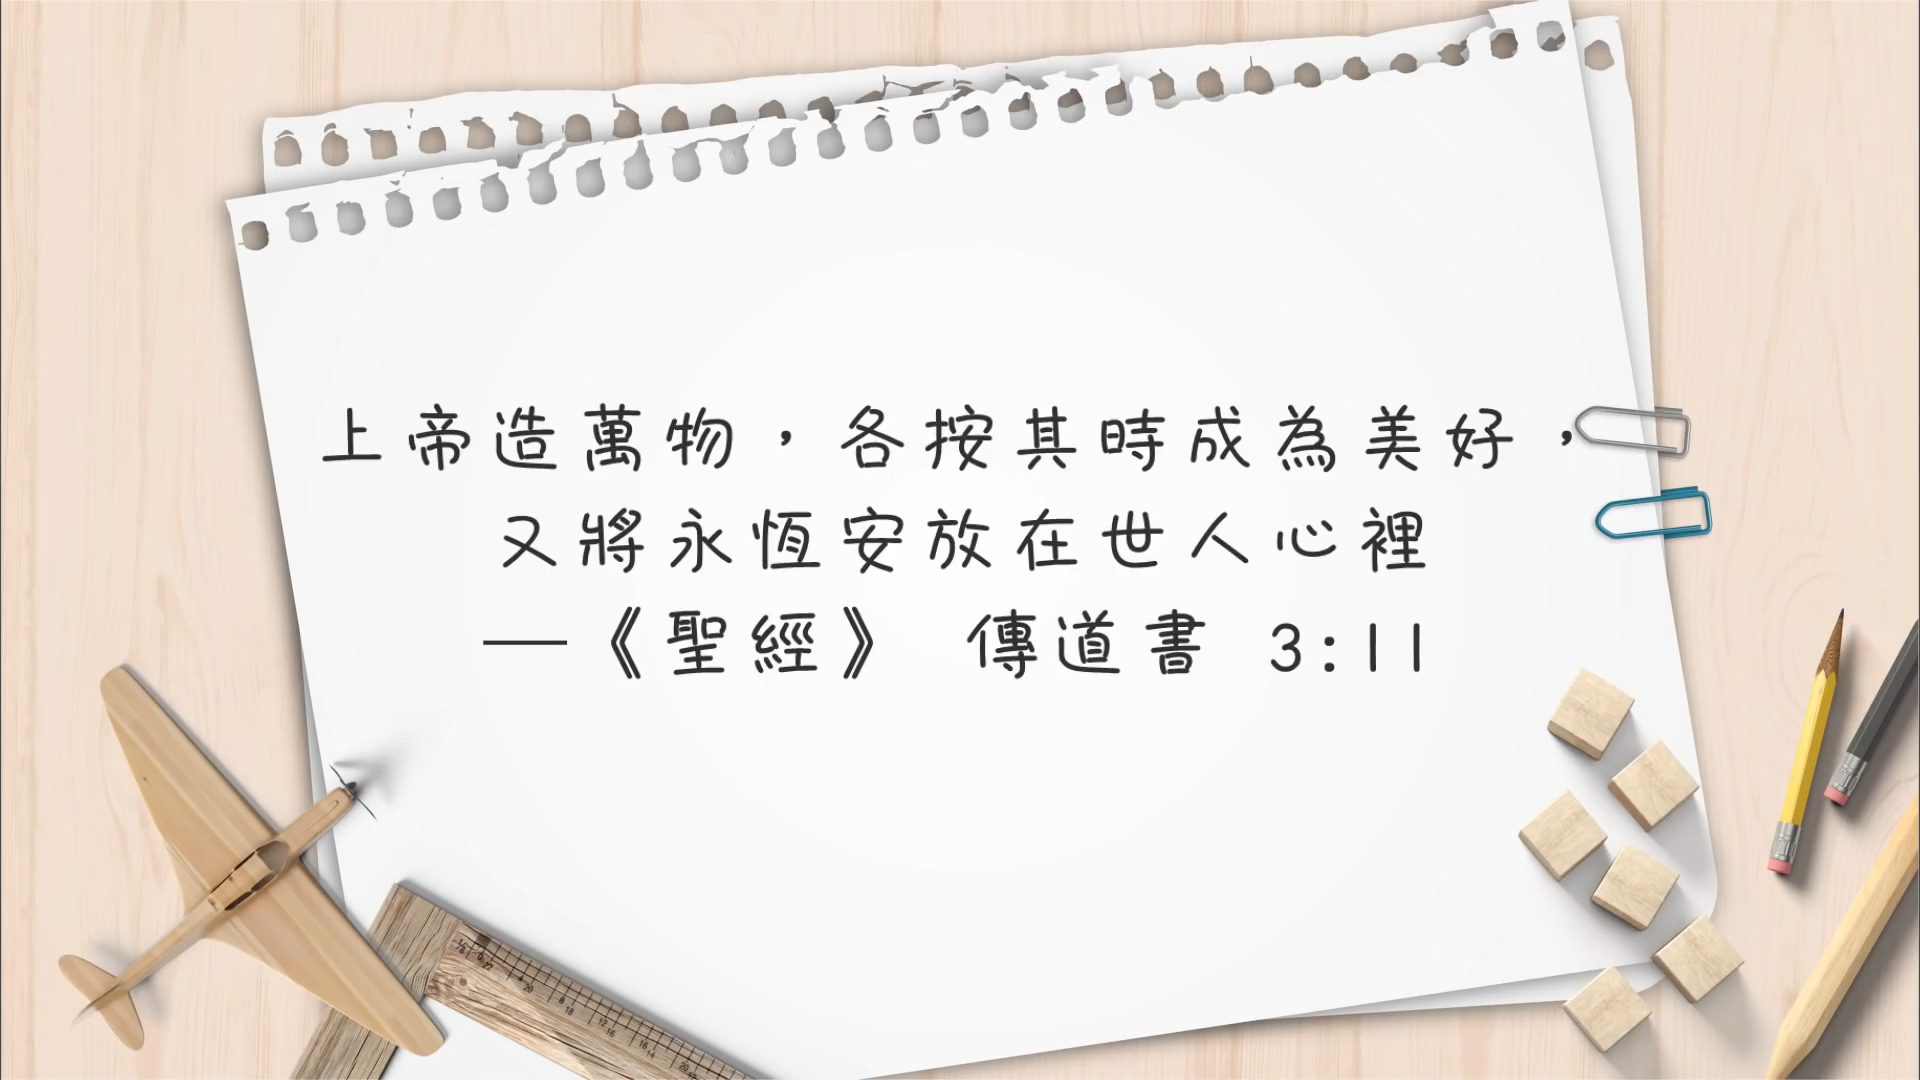 上帝造萬物，各按其時成為美好，
又將永恆安放在世人心裡
—《聖經》 傳道書 3:11